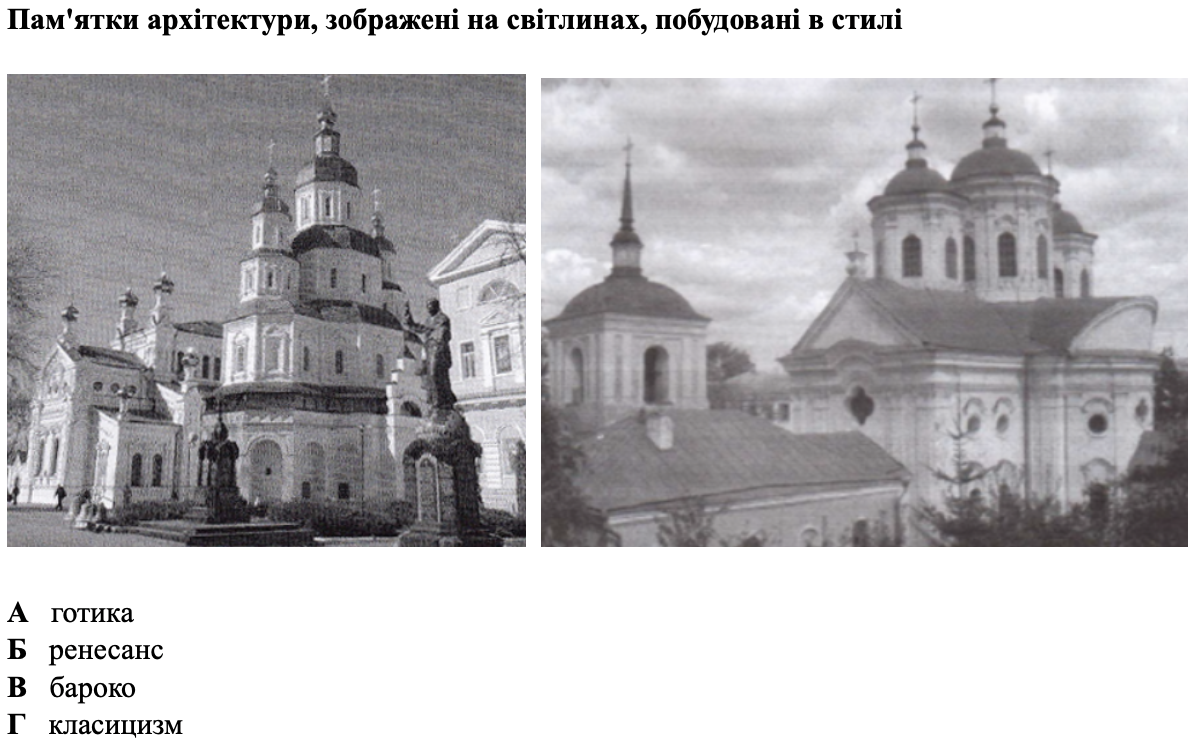 Пам'ятки архітектури, зображені на світлинах, побудовані в стилі
А готика
Б ренесанс
В бароко
Г класицизм